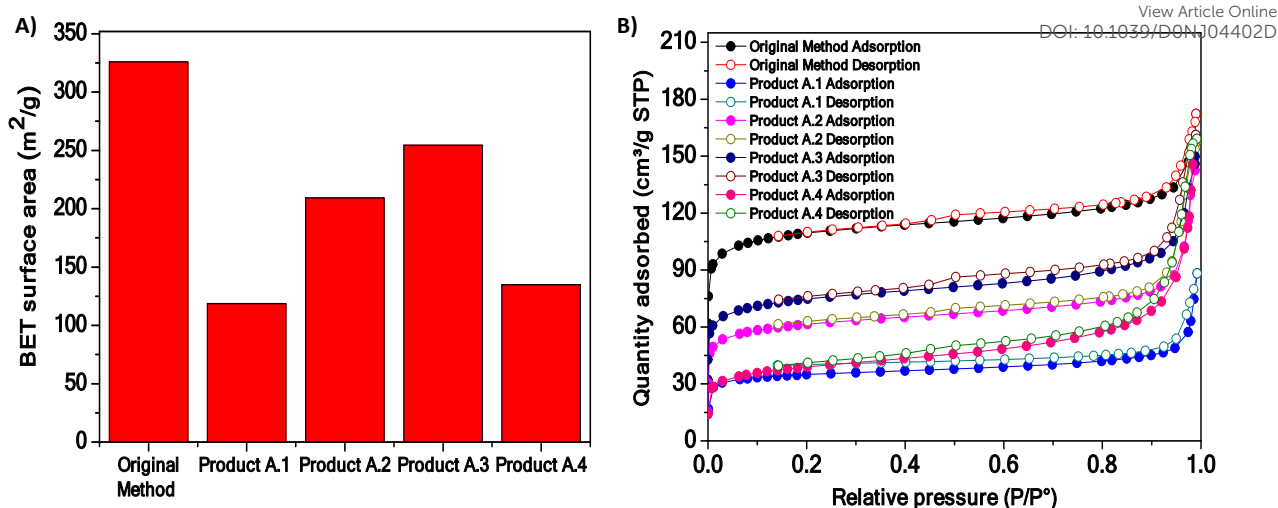 View Article Online
DOI: 10.1039/D0NJ04402D
A)
BET surface area (m²/g)
350
300
250
200
150
100
50
0
Original
Method
Product A.1
Product A.2
Product A.3
Product A.4
B)
Quantity adsorbed (cm³/g STP)
210
180
150
120
90
60
30
0
Original Method Adsorption
Original Method Desorption
Product A.1 Adsorption
Product A.1 Desorption
Product A.2 Adsorption
Product A.2 Desorption
Product A.3 Adsorption
Product A.3 Desorption
Product A.4 Adsorption
Product A.4 Desorption
0.0 0.2 0.4 0.6 0.8 1.0
Relative pressure (P/P°)